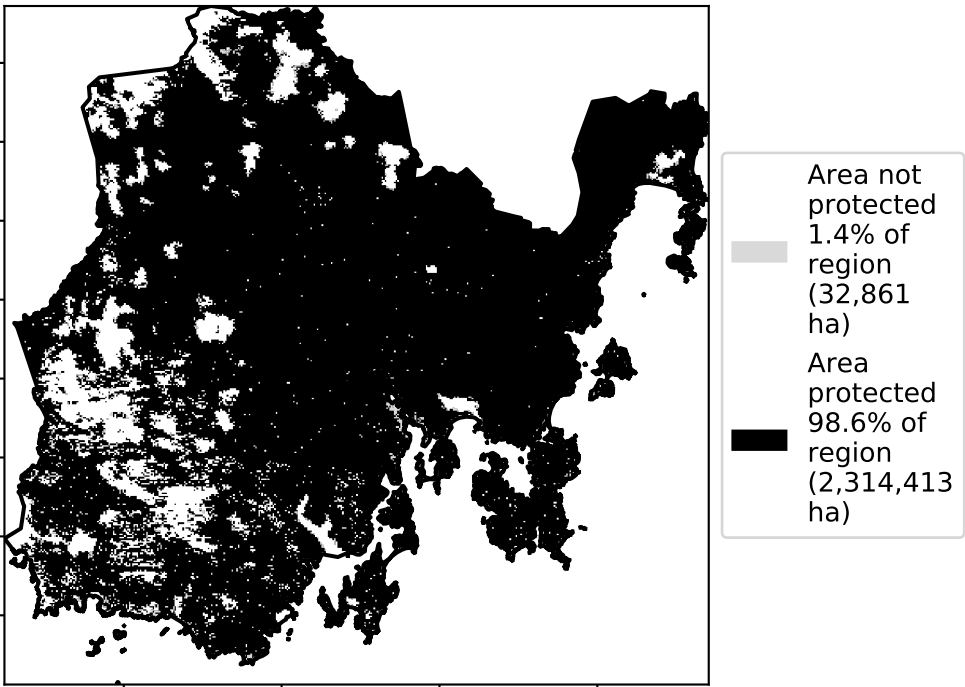 Area not
protected
1.4% of
region
(32,861
ha)
Area
protected
98.6% of
region
(2,314,413
ha)